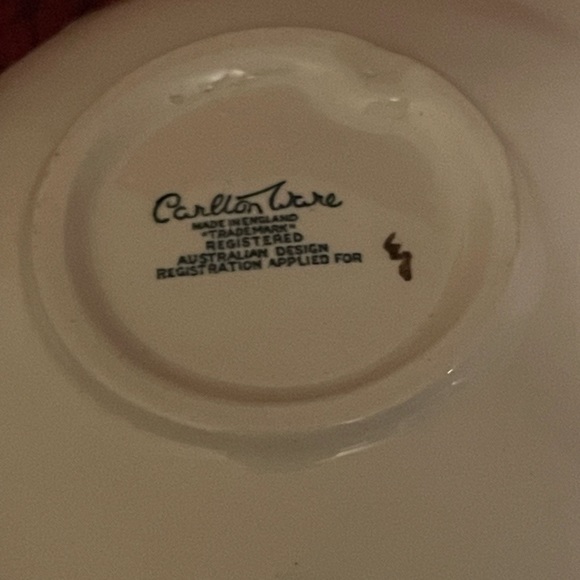 Carlton Ware
MADE IN ENGLAND
"TRADEMARK"
REGISTERED
AUSTRALIAN DESIGN
REGISTRATION APPLIED FOR